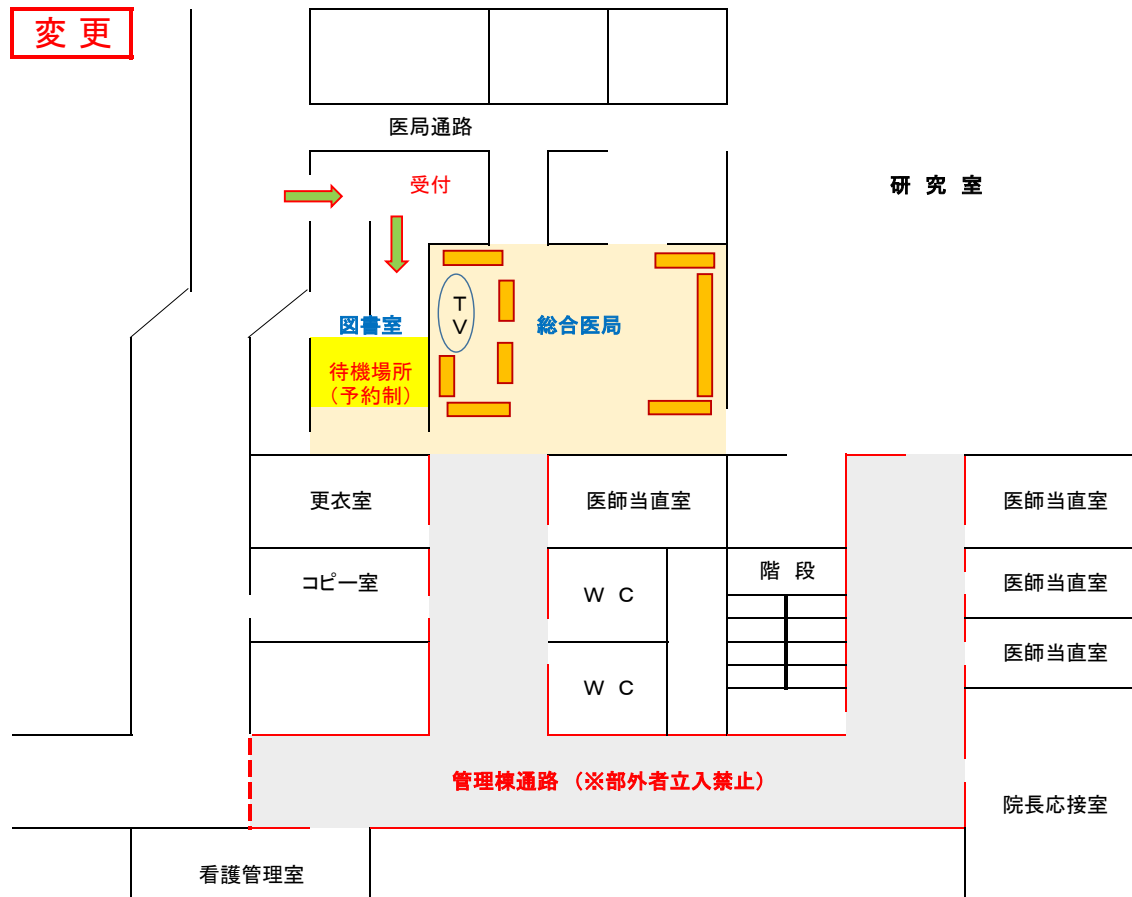 変 更
医局通路
受付
研 究 室
T
V
図書室
総合医局
待機場所
（予約制）
更衣室
医師当直室
医師当直室
コピー室
W C
階 段
医師当直室
医師当直室
W C
管理棟通路（※部外者立入禁止）
院長応接室
看護管理室